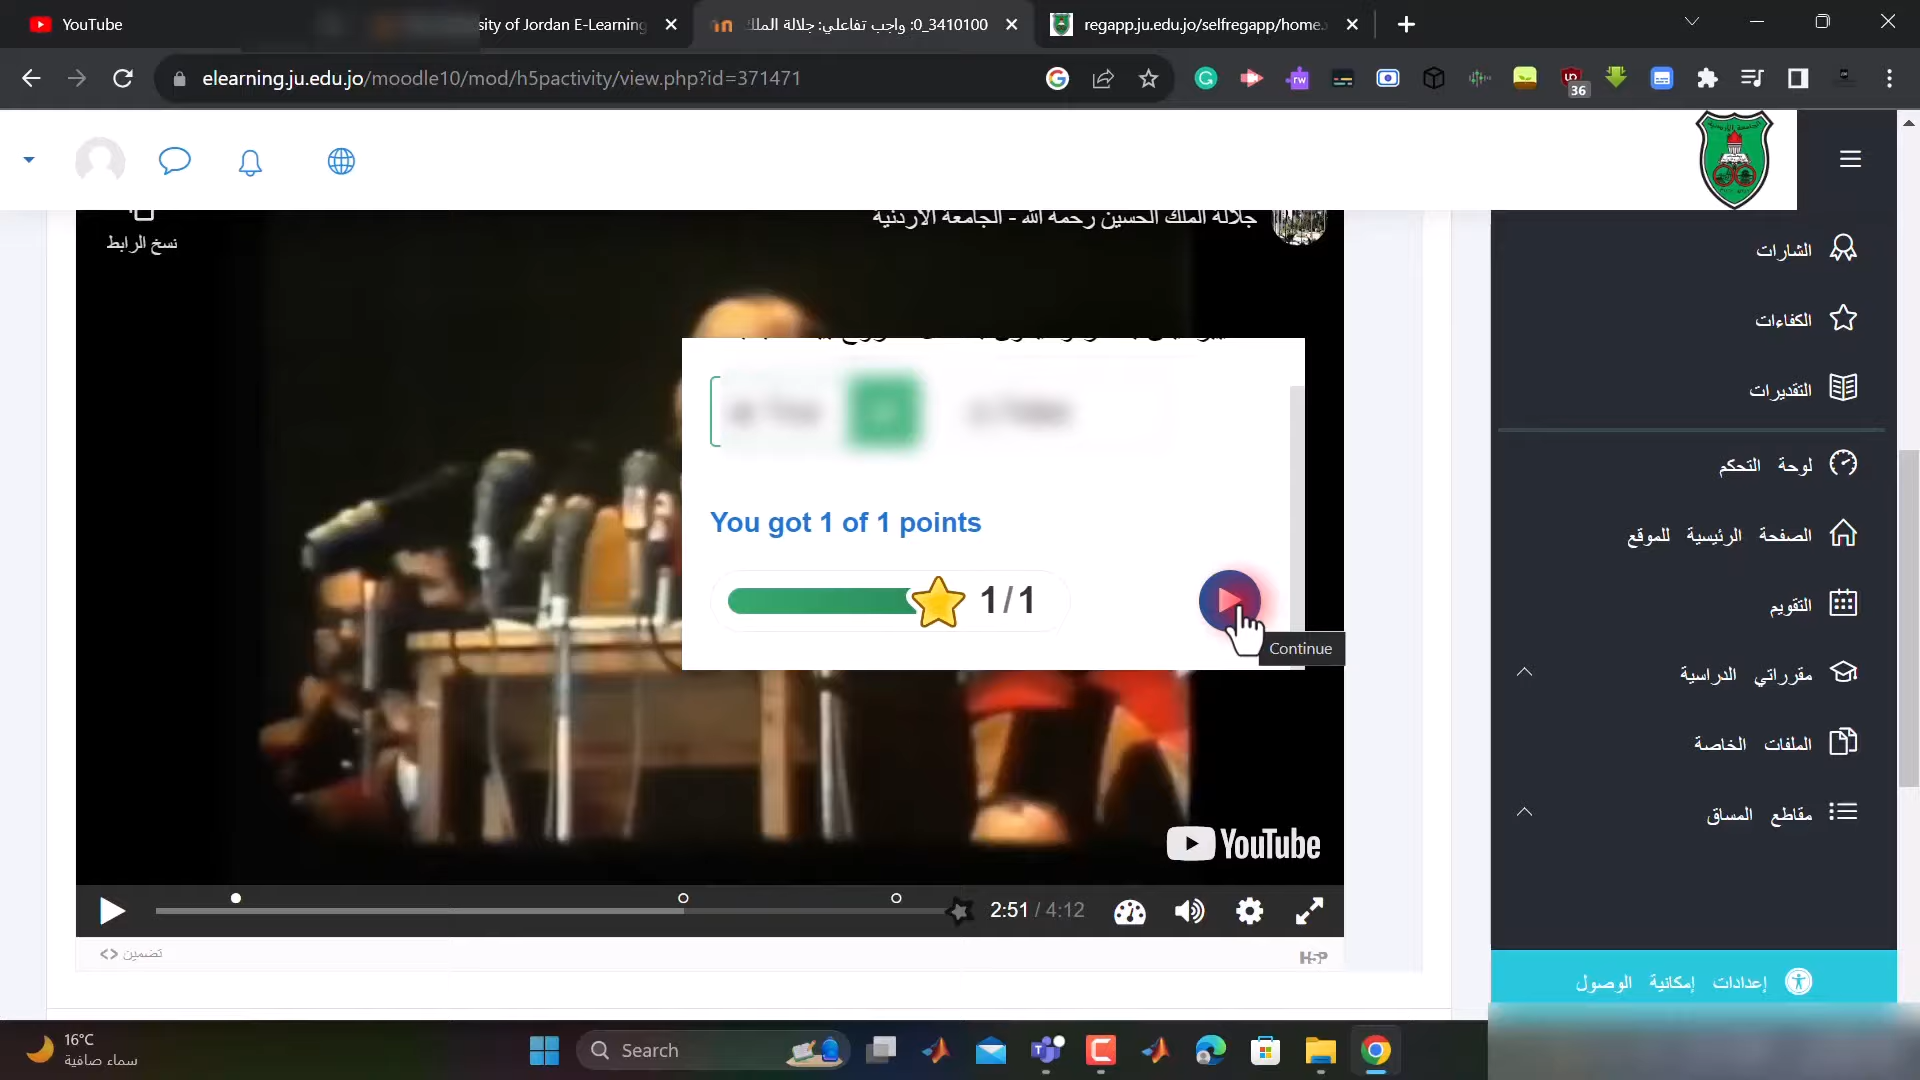 YouTube
sity of Jordan E-Learning
0_3410100: واجب تفاعلي: جلالة الملك
regapp.ju.edu.jo/selfregapp/home.
elearning.ju.edu.jo/moodle10/mod/h5pactivity/view.php?id=371471
36
جلالة الملك الحسين رحمه الله - الجامعة الأردنية
نسخ الرابط
الشارات
الكفاءات
التقديرات
You got 1 of 1 points
1/1
Continue
لوحة التحكم
الصفحة الرئيسية للموقع
التقويم
مقرراتي الدراسية
الملفات الخاصة
مقاطع المساق
YouTube
2:51 / 4:12
تضمين
H5P
إعدادات إمكانية الوصول
16°C
سماء صافية
Search